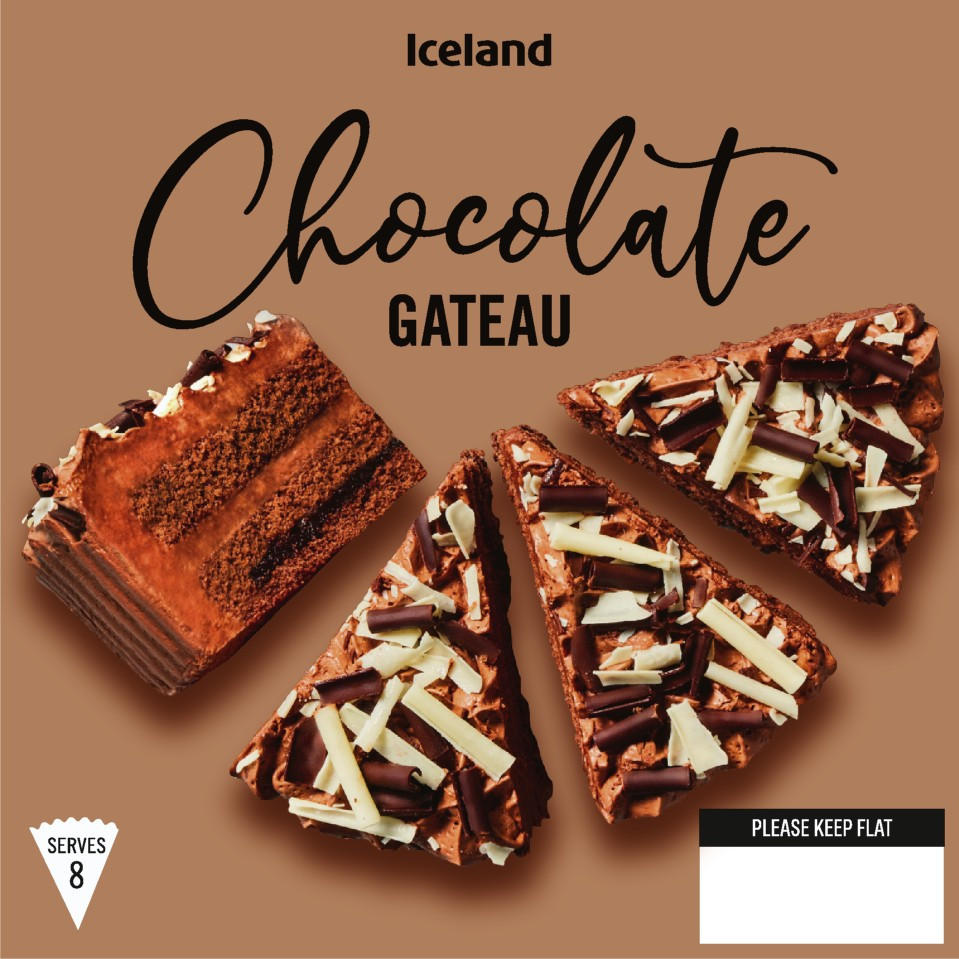 Iceland
Chocolate
GATEAU
SERVES
8
PLEASE KEEP FLAT